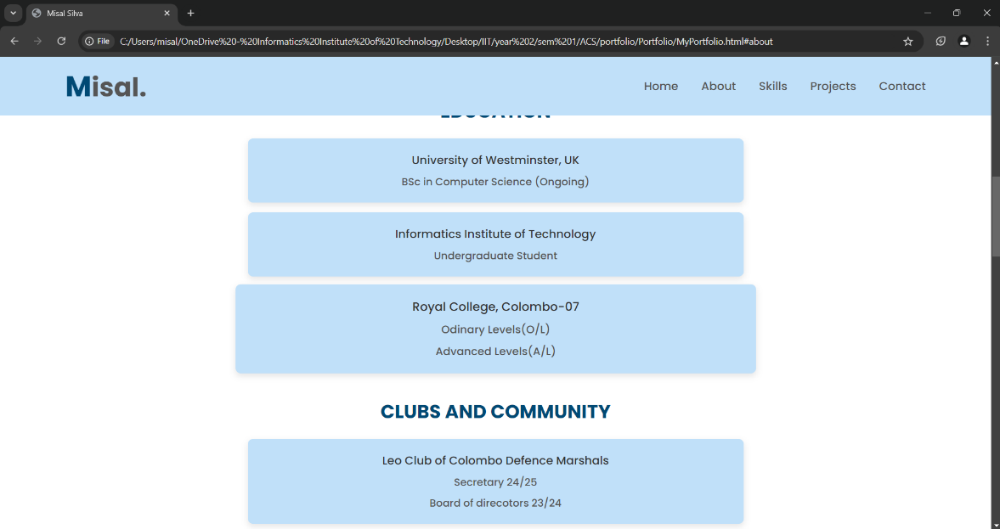 Misal Silva
File
C:/Users/misal/OneDrive%20-%20Informatics%20Institute%20of%20Technology/Desktop/IIT/year%202/sem%201/ACS/portfolio/Portfolio/MyPortfolio.html#about
Misal.
Home About Skills Projects Contact
EDUCATION
University of Westminster, UK
BSc in Computer Science (Ongoing)
Informatics Institute of Technology
Undergraduate Student
Royal College, Colombo-07
Odinary Levels(O/L)
Advanced Levels(A/L)
CLUBS AND COMMUNITY
Leo Club of Colombo Defence Marshals
Secretary 24/25
Board of direcotors 23/24